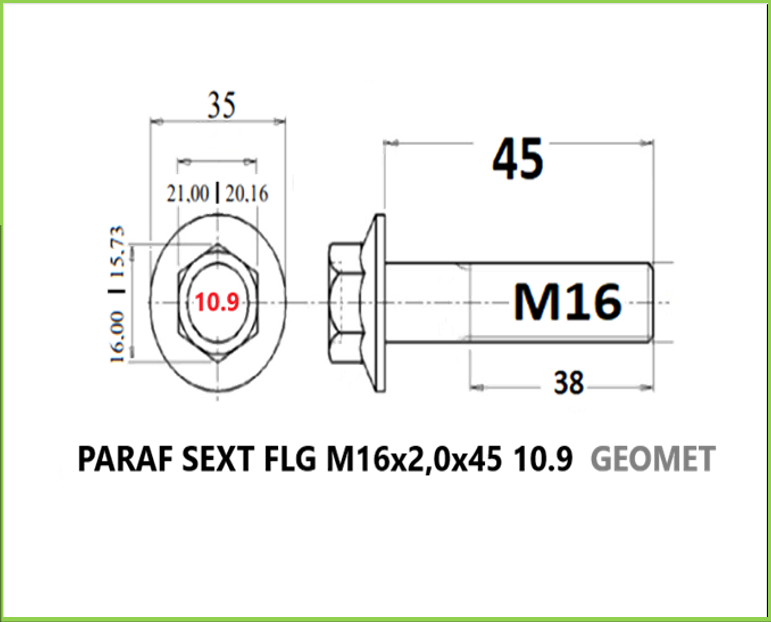 35
45
21,00 | 20,16
16.00 | 15.73
10.9
M16
38
PARAF SEXT FLG M16x2,0x45 10.9 GEOMET